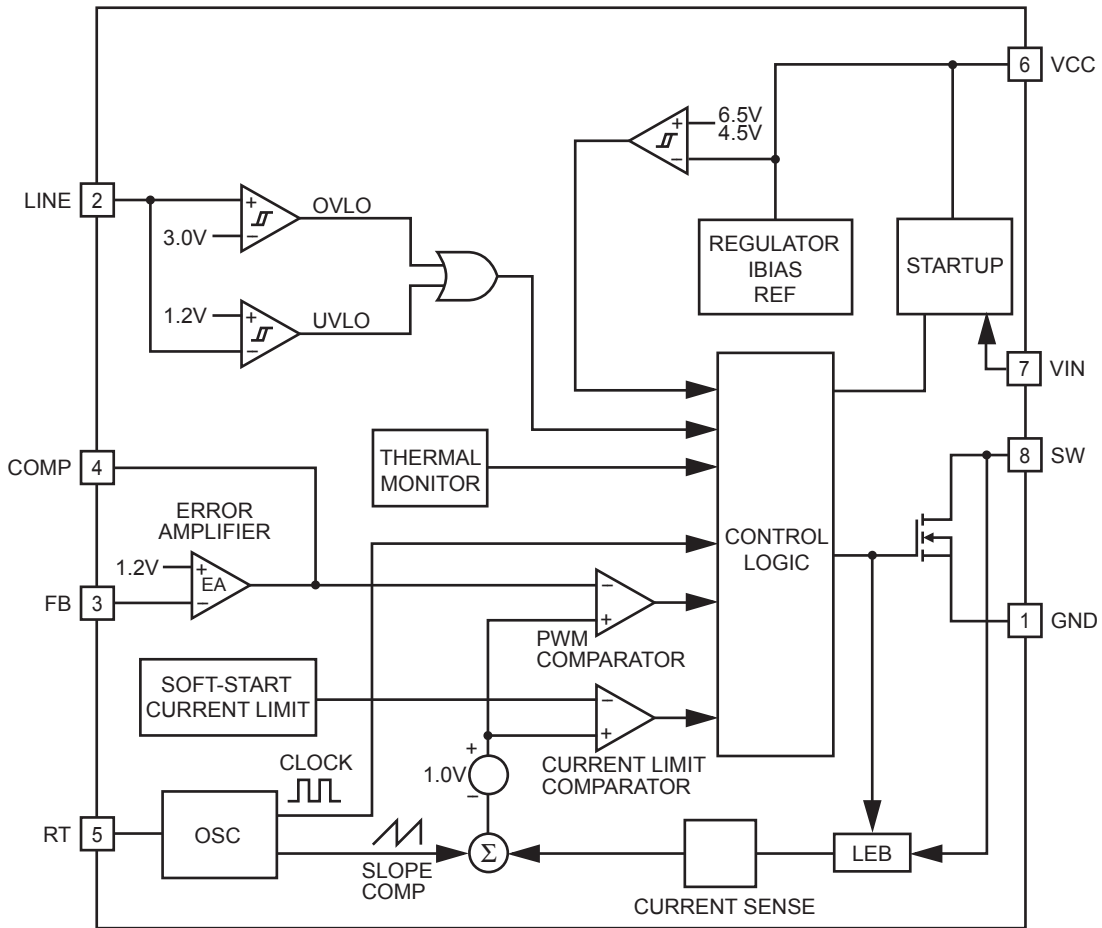 6 VCC
6.5V
+
4.5V
−
LINE 2
+
OVLO
3.0V
−
REGULATOR
IBIAS
REF
STARTUP
1.2V
+
UVLO
−
7 VIN
COMP 4
THERMAL
MONITOR
8 SW
ERROR
AMPLIFIER
CONTROL
LOGIC
1.2V
+
EA
−
FB 3
−
+
1 GND
PWM
COMPARATOR
SOFT-START
CURRENT LIMIT
−
+
+
CLOCK
1.0V
−
CURRENT LIMIT
COMPARATOR
RT 5
OSC
Σ
LEB
SLOPE
COMP
CURRENT SENSE